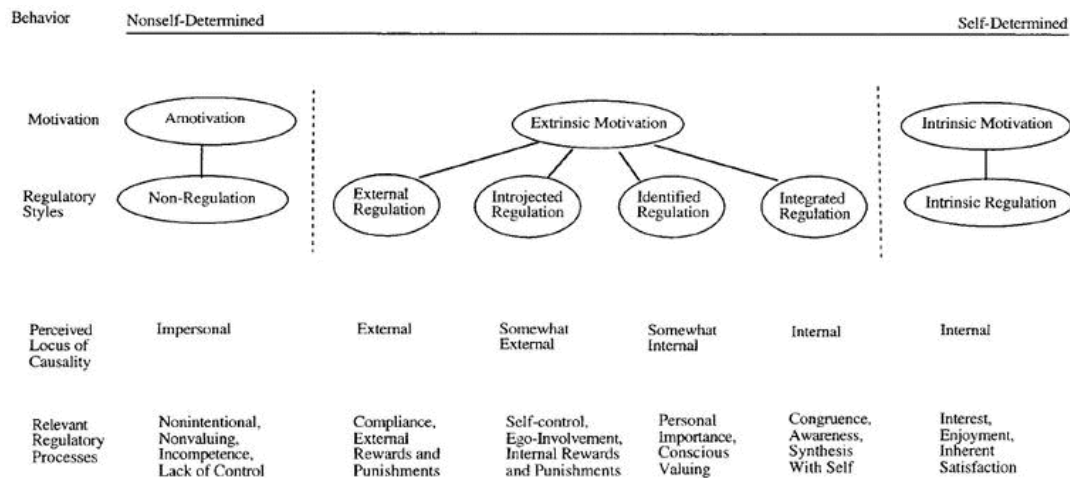 Behavior Nonself-Determined Self-Determined
Motivation Amotivation Extrinsic Motivation Intrinsic Motivation
Regulatory
Styles
Non-Regulation
External
Regulation
Introjected
Regulation
Identified
Regulation
Integrated
Regulation
Intrinsic Regulation
Perceived
Locus of
Causality
Impersonal
External
Somewhat
External
Somewhat
Internal
Internal
Internal
Relevant
Regulatory
Processes
Nonintentional,
Nonvaluing,
Incompetence,
Lack of Control
Compliance,
External
Rewards and
Punishments
Self-control,
Ego-Involvement,
Internal Rewards
and Punishments
Personal
Importance,
Conscious
Valuing
Congruence,
Awareness,
Synthesis
With Self
Interest,
Enjoyment,
Inherent
Satisfaction